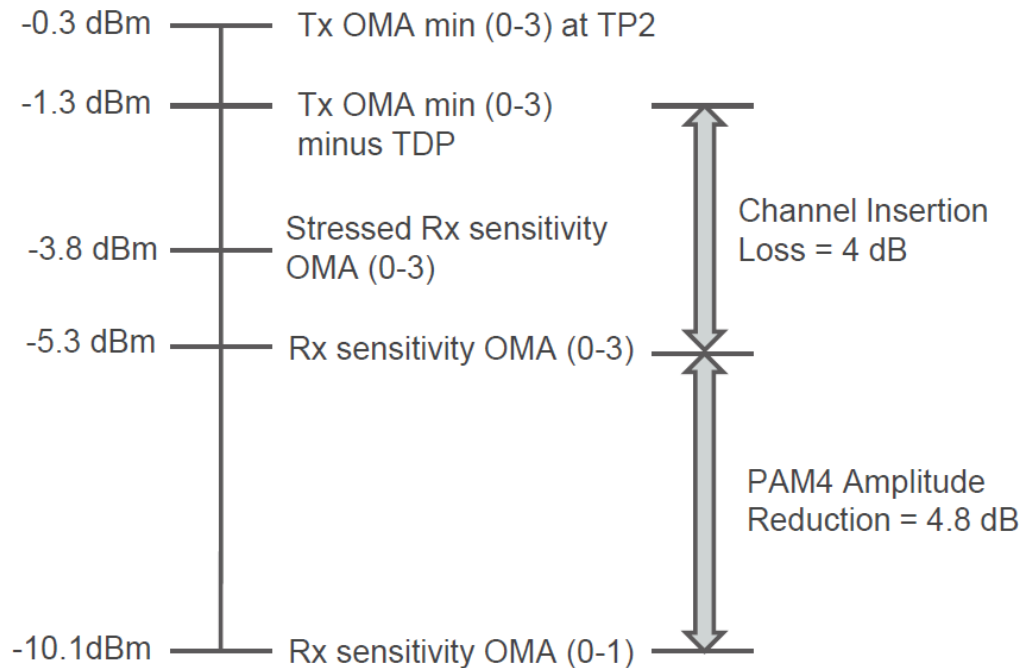 -0.3 dBm
Tx OMA min (0-3) at TP2
-1.3 dBm
Tx OMA min (0-3)
minus TDP
Channel Insertion
Loss = 4 dB
-3.8 dBm
Stressed Rx sensitivity
OMA (0-3)
-5.3 dBm
Rx sensitivity OMA (0-3)
PAM4 Amplitude
Reduction = 4.8 dB
-10.1dBm
Rx sensitivity OMA (0-1)